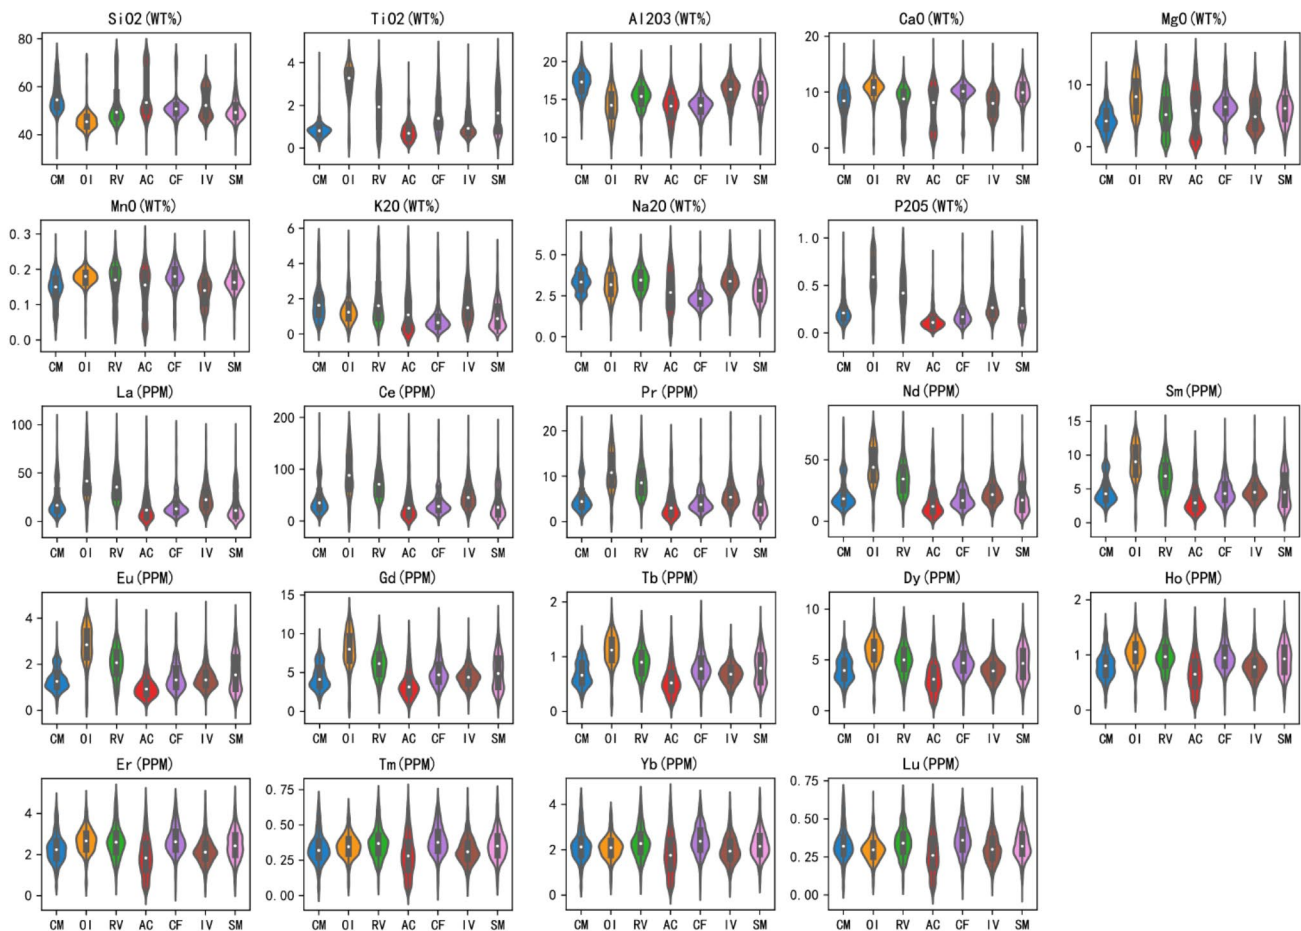 SiO2(WT%) TiO2(WT%) Al2O3(WT%) CaO(WT%) MgO(WT%)
80 4 20 20 10
60 2 15 10 0
40 0 10 0
CM OI RV AC CF IV SM CM OI RV AC CF IV SM CM OI RV AC CF IV SM CM OI RV AC CF IV SM CM OI RV AC CF IV SM
MnO(WT%) K2O(WT%) Na2O(WT%) P2O5(WT%)
0.3 6 5.0 1.0
0.2 4 2.5 0.5
0.1 2 0.0 0.0
0.0 0
CM OI RV AC CF IV SM CM OI RV AC CF IV SM CM OI RV AC CF IV SM CM OI RV AC CF IV SM
La(PPM) Ce(PPM) Pr(PPM) Nd(PPM) Sm(PPM)
100 200 20 50 15
50 100 10 0 10
0 0 0 5
0
CM OI RV AC CF IV SM CM OI RV AC CF IV SM CM OI RV AC CF IV SM CM OI RV AC CF IV SM CM OI RV AC CF IV SM
Eu(PPM) Gd(PPM) Tb(PPM) Dy(PPM) Ho(PPM)
4 15 2 10 2
2 10 1 5 1
0 5 0 0 0
0
CM OI RV AC CF IV SM CM OI RV AC CF IV SM CM OI RV AC CF IV SM CM OI RV AC CF IV SM CM OI RV AC CF IV SM
Er(PPM) Tm(PPM) Yb(PPM) Lu(PPM)
4 0.75 4 0.75
2 0.50 2 0.50
0 0.25 0 0.25
0.00 0.00
CM OI RV AC CF IV SM CM OI RV AC CF IV SM CM OI RV AC CF IV SM CM OI RV AC CF IV SM